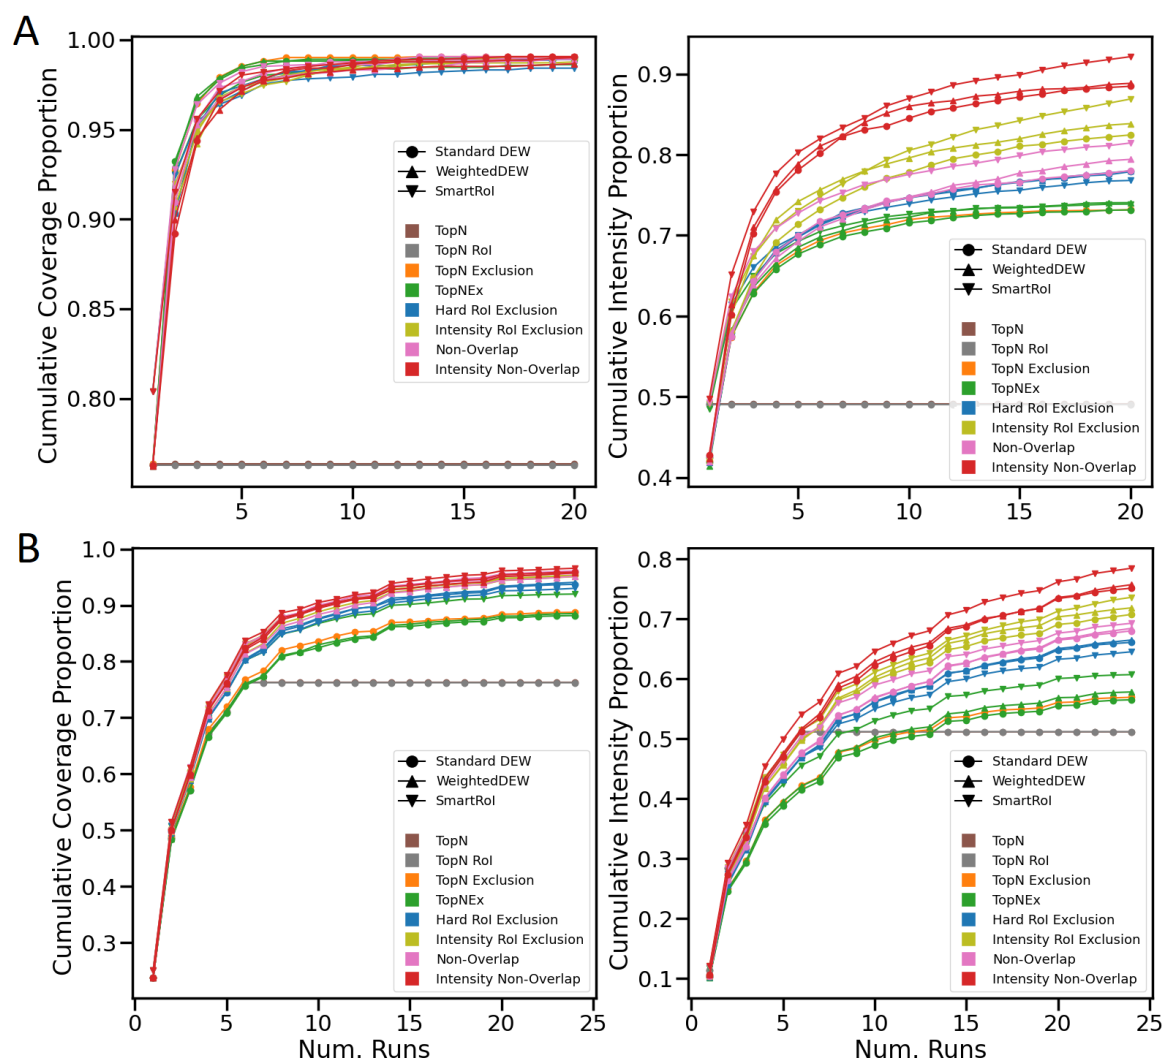 A
Cumulative Coverage Proportion
1.00
0.95
0.90
0.85
0.80
5
10
15
20
Standard DEW
WeightedDEW
SmartRoI
TopN
TopN RoI
TopN Exclusion
TopNEx
Hard RoI Exclusion
Intensity RoI Exclusion
Non-Overlap
Intensity Non-Overlap
Cumulative Intensity Proportion
0.9
0.8
0.7
0.6
0.5
0.4
5
10
15
20
Standard DEW
WeightedDEW
SmartRoI
TopN
TopN RoI
TopN Exclusion
TopNEx
Hard RoI Exclusion
Intensity RoI Exclusion
Non-Overlap
Intensity Non-Overlap
B
Cumulative Coverage Proportion
1.0
0.9
0.8
0.7
0.6
0.5
0.4
0.3
0
5
10
15
20
25
Num. Runs
Standard DEW
WeightedDEW
SmartRoI
TopN
TopN RoI
TopN Exclusion
TopNEx
Hard RoI Exclusion
Intensity RoI Exclusion
Non-Overlap
Intensity Non-Overlap
Cumulative Intensity Proportion
0.8
0.7
0.6
0.5
0.4
0.3
0.2
0.1
0
5
10
15
20
25
Num. Runs
Standard DEW
WeightedDEW
SmartRoI
TopN
TopN RoI
TopN Exclusion
TopNEx
Hard RoI Exclusion
Intensity RoI Exclusion
Non-Overlap
Intensity Non-Overlap